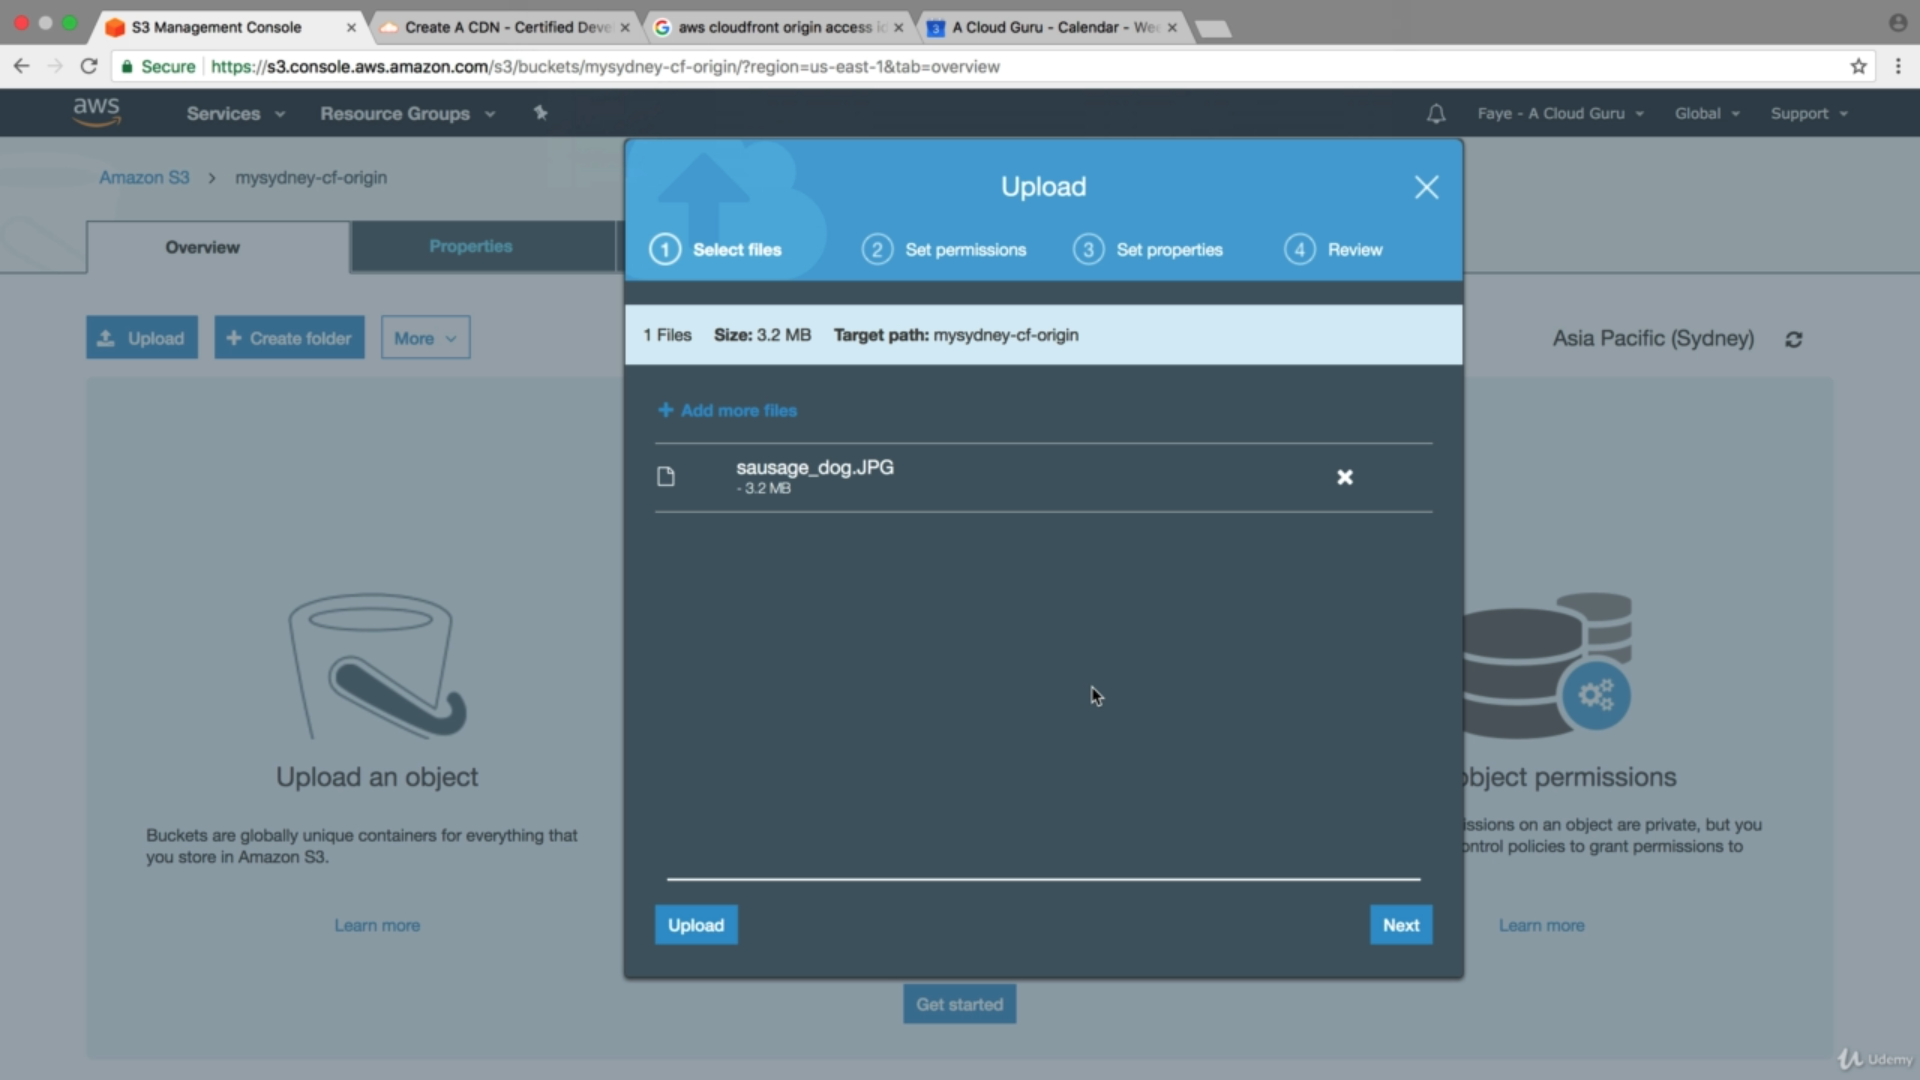 S3 Management Console
Create A CDN - Certified Deve
aws cloudfront origin access id
3
A Cloud Guru - Calendar - Wee
Secure
https://s3.console.aws.amazon.com/s3/buckets/mysydney-cf-origin/?region=us-east-1&tab=overview
aws
Services
Resource Groups
Faye - A Cloud Guru
Global
Support
Amazon S3 > mysydney-cf-origin
Overview
Properties
Upload
+ Create folder
More
Asia Pacific (Sydney)
Upload
1 Select files
2 Set permissions
3 Set properties
4 Review
1 Files Size: 3.2 MB Target path: mysydney-cf-origin
+ Add more files
sausage_dog.JPG
- 3.2 MB
Upload
Next
Upload an object
Buckets are globally unique containers for everything that
you store in Amazon S3.
Learn more
object permissions
issions on an object are private, but you
ontrol policies to grant permissions to
Learn more
Get started
Udemy